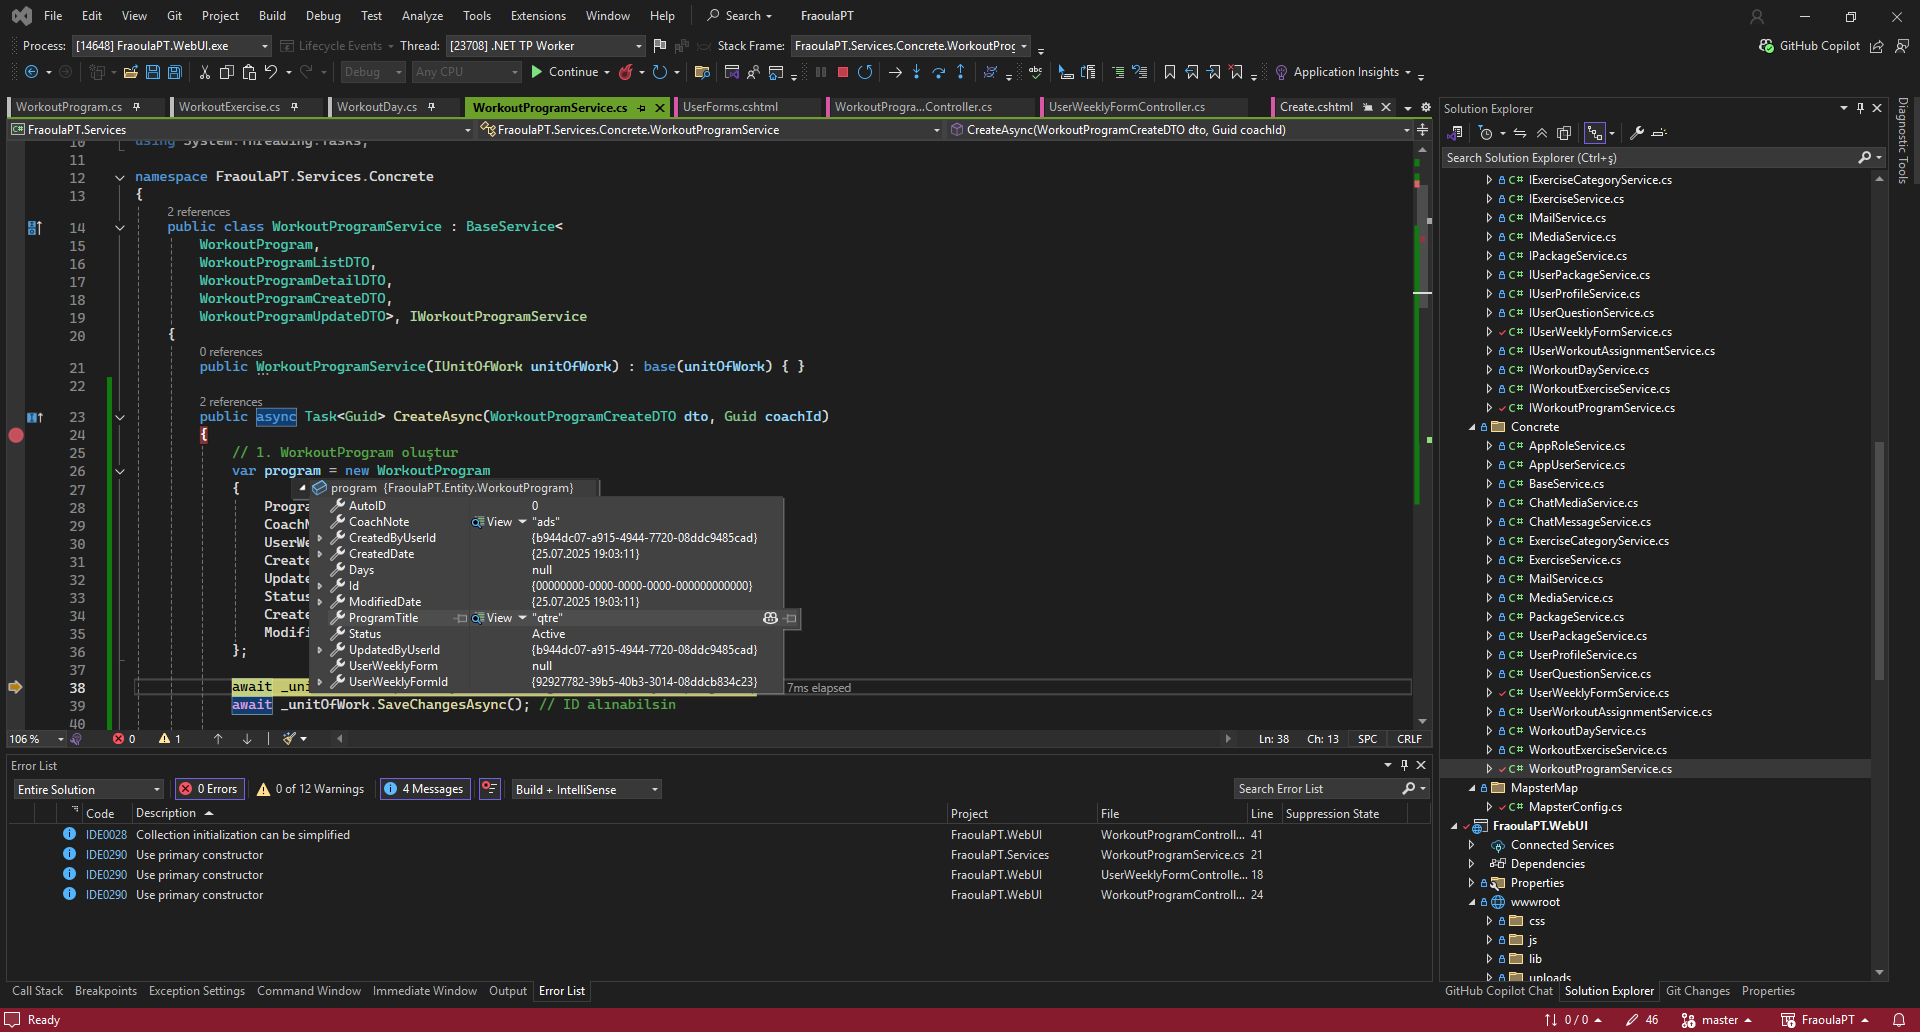 File Edit View Git Project Build Debug Test Analyze Tools Extensions Window Help Search FraoulaPT
Process: [14648] FraoulaPT.WebUI.exe Lifecycle Events Thread: [23708] .NET TP Worker Stack Frame: FraoulaPT.Services.Concrete.WorkoutProg GitHub Copilot
Debug Any CPU Continue Application Insights
WorkoutProgram.cs WorkoutExercise.cs WorkoutDay.cs WorkoutProgramService.cs UserForms.cshtml WorkoutProgra...Controller.cs UserWeeklyFormController.cs Create.cshtml
FraoulaPT.Services FraoulaPT.Services.Concrete.WorkoutProgramService CreateAsync(WorkoutProgramCreateDTO dto, Guid coachId)
10 using System.Threading.Tasks;
11
12 namespace FraoulaPT.Services.Concrete
13 {
2 references
14 public class WorkoutProgramService : BaseService<
15 WorkoutProgram,
16 WorkoutProgramListDTO,
17 WorkoutProgramDetailDTO,
18 WorkoutProgramCreateDTO,
19 WorkoutProgramUpdateDTO>, IWorkoutProgramService
20 {
0 references
21 public WorkoutProgramService(IUnitOfWork unitOfWork) : base(unitOfWork) { }
22
2 references
23 public async Task<Guid> CreateAsync(WorkoutProgramCreateDTO dto, Guid coachId)
24 {
25 // 1. WorkoutProgram oluştur
26 var program = new WorkoutProgram
27 {
28 Progra
29 CoachN
30 UserWe
31 Create
32 Update
33 Status
34 Create
35 Modifi
36 };
37
38 await _uni 7ms elapsed
39 await _unitOfWork.SaveChangesAsync(); // ID alınabilsin
40
program {FraoulaPT.Entity.WorkoutProgram}
AutoID 0
CoachNote View "ads"
CreatedByUserId {b944dc07-a915-4944-7720-08ddc9485cad}
CreatedDate {25.07.2025 19:03:11}
Days null
Id {00000000-0000-0000-0000-000000000000}
ModifiedDate {25.07.2025 19:03:11}
ProgramTitle View "qtre"
Status Active
UpdatedByUserId {b944dc07-a915-4944-7720-08ddc9485cad}
UserWeeklyForm null
UserWeeklyFormId {92927782-39b5-40b3-3014-08ddcb834c23}
106 % 0 1 Ln: 38 Ch: 13 SPC CRLF
Error List
Entire Solution 0 Errors 0 of 12 Warnings 4 Messages Build + IntelliSense Search Error List
Code Description Project File Line Suppression State
IDE0028 Collection initialization can be simplified FraoulaPT.WebUI WorkoutProgramControll... 41
IDE0290 Use primary constructor FraoulaPT.Services WorkoutProgramService.cs 21
IDE0290 Use primary constructor FraoulaPT.WebUI UserWeeklyFormControlle... 18
IDE0290 Use primary constructor FraoulaPT.WebUI WorkoutProgramControll... 24
Call Stack Breakpoints Exception Settings Command Window Immediate Window Output Error List
Solution Explorer
Search Solution Explorer (Ctrl+ş)
C# IExerciseCategoryService.cs
C# IExerciseService.cs
C# IMailService.cs
C# IMediaService.cs
C# IPackageService.cs
C# IUserPackageService.cs
C# IUserProfileService.cs
C# IUserQuestionService.cs
C# IUserWeeklyFormService.cs
C# IUserWorkoutAssignmentService.cs
C# IWorkoutDayService.cs
C# IWorkoutExerciseService.cs
C# IWorkoutProgramService.cs
Concrete
C# AppRoleService.cs
C# AppUserService.cs
C# BaseService.cs
C# ChatMediaService.cs
C# ChatMessageService.cs
C# ExerciseCategoryService.cs
C# ExerciseService.cs
C# MailService.cs
C# MediaService.cs
C# PackageService.cs
C# UserPackageService.cs
C# UserProfileService.cs
C# UserQuestionService.cs
C# UserWeeklyFormService.cs
C# UserWorkoutAssignmentService.cs
C# WorkoutDayService.cs
C# WorkoutExerciseService.cs
C# WorkoutProgramService.cs
MapsterMap
C# MapsterConfig.cs
FraoulaPT.WebUI
Connected Services
Dependencies
Properties
wwwroot
css
js
lib
uploads
GitHub Copilot Chat Solution Explorer Git Changes Properties
Diagnostic Tools
Ready 0 / 0 46 master FraoulaPT